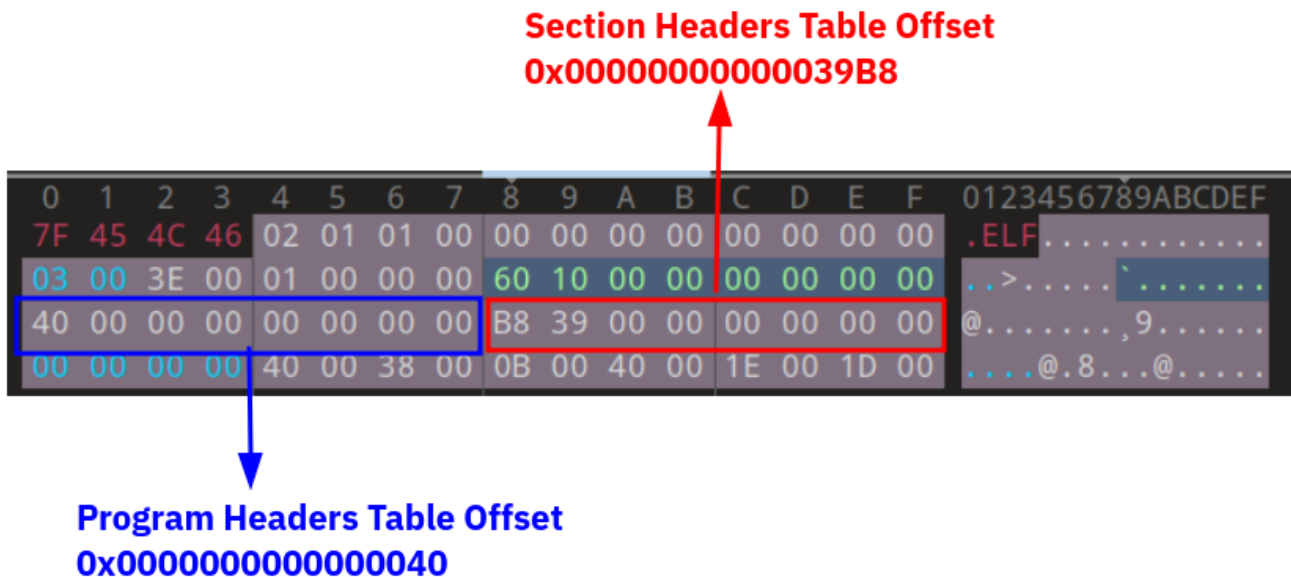 Section Headers Table Offset
0x00000000000039B8
0 1 2 3 4 5 6 7 8 9 A B C D E F 0123456789ABCDEF
7F 45 4C 46 02 01 01 00 00 00 00 00 00 00 00 00 .ELF............
03 00 3E 00 01 00 00 00 60 10 00 00 00 00 00 00 ..>.....`.......
40 00 00 00 00 00 00 00 B8 39 00 00 00 00 00 00 @.......¸9......
00 00 00 00 40 00 38 00 0B 00 40 00 1E 00 1D 00 ....@.8...@.....
Program Headers Table Offset
0x0000000000000040